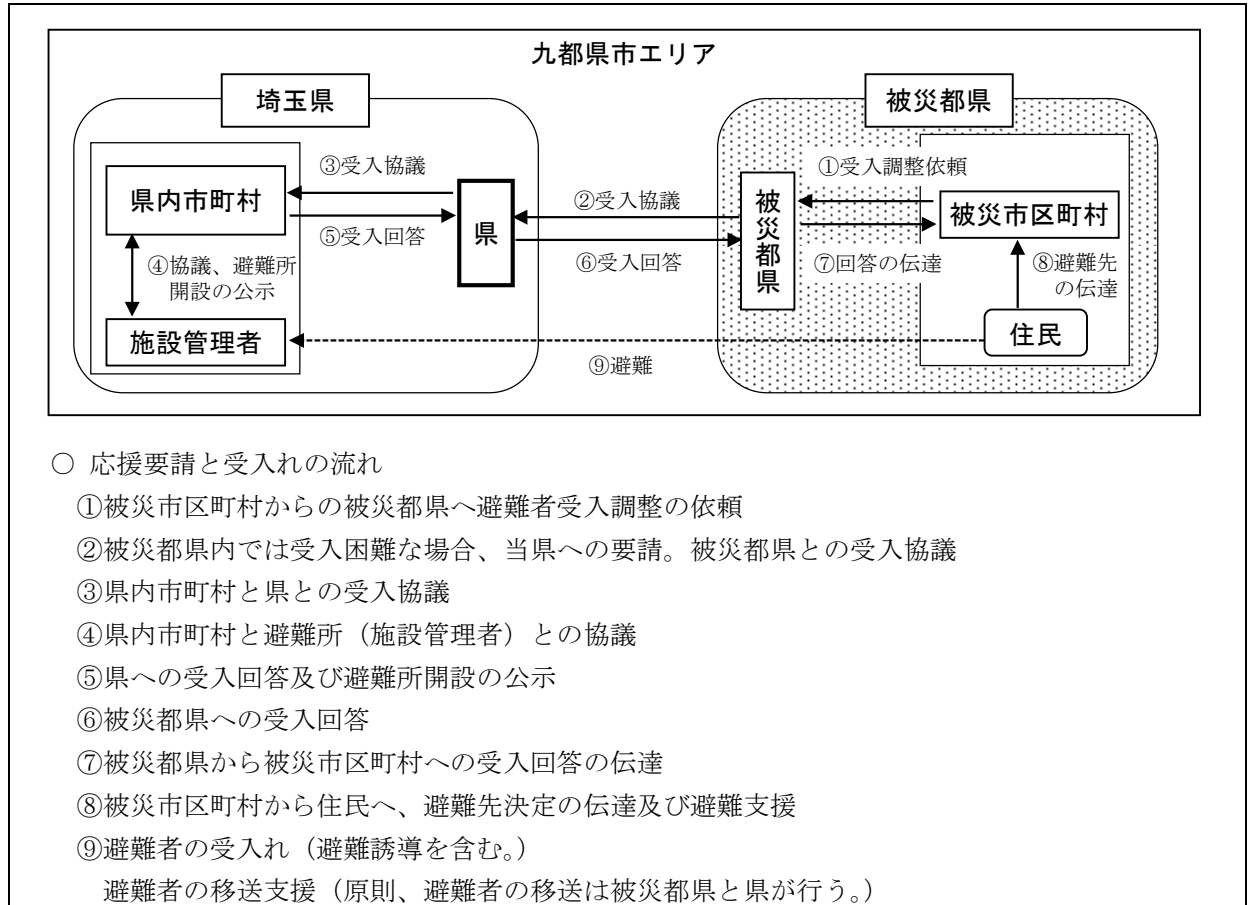 九都県市エリア
埼玉県
被災都県
③受入協議
①受入調整依頼
県内市町村
県
②受入協議
被災都県
被災市区町村
⑤受入回答
⑥受入回答
⑦回答の伝達
④協議、避難所
開設の公示
⑧避難先
の伝達
施設管理者
住民
⑨避難
○ 応援要請と受入れの流れ
①被災市区町村からの被災都県へ避難者受入調整の依頼
②被災都県内では受入困難な場合、当県への要請。被災都県との受入協議
③県内市町村と県との受入協議
④県内市町村と避難所（施設管理者）との協議
⑤県への受入回答及び避難所開設の公示
⑥被災都県への受入回答
⑦被災都県から被災市区町村への受入回答の伝達
⑧被災市区町村から住民へ、避難先決定の伝達及び避難支援
⑨避難者の受入れ（避難誘導を含む。）
避難者の移送支援（原則、避難者の移送は被災都県と県が行う。）